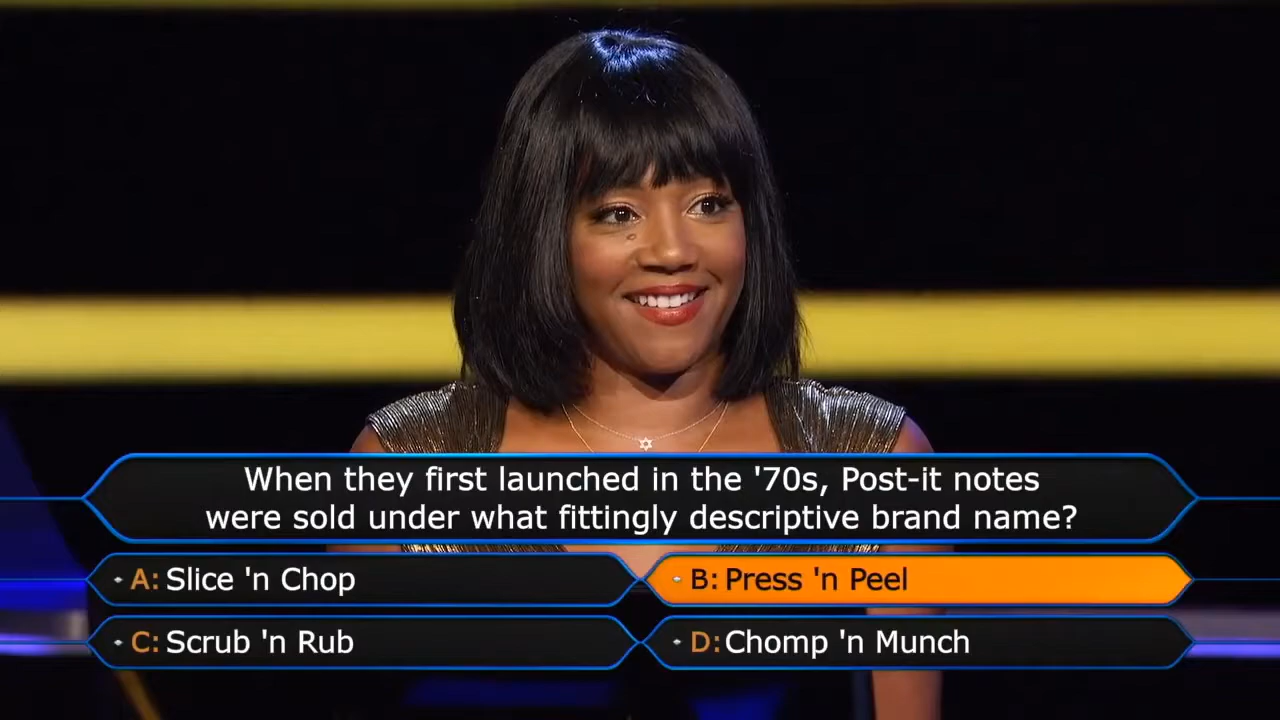 When they first launched in the '70s, Post-it notes
were sold under what fittingly descriptive brand name?
A: Slice 'n Chop
B: Press 'n Peel
C: Scrub 'n Rub
D: Chomp 'n Munch